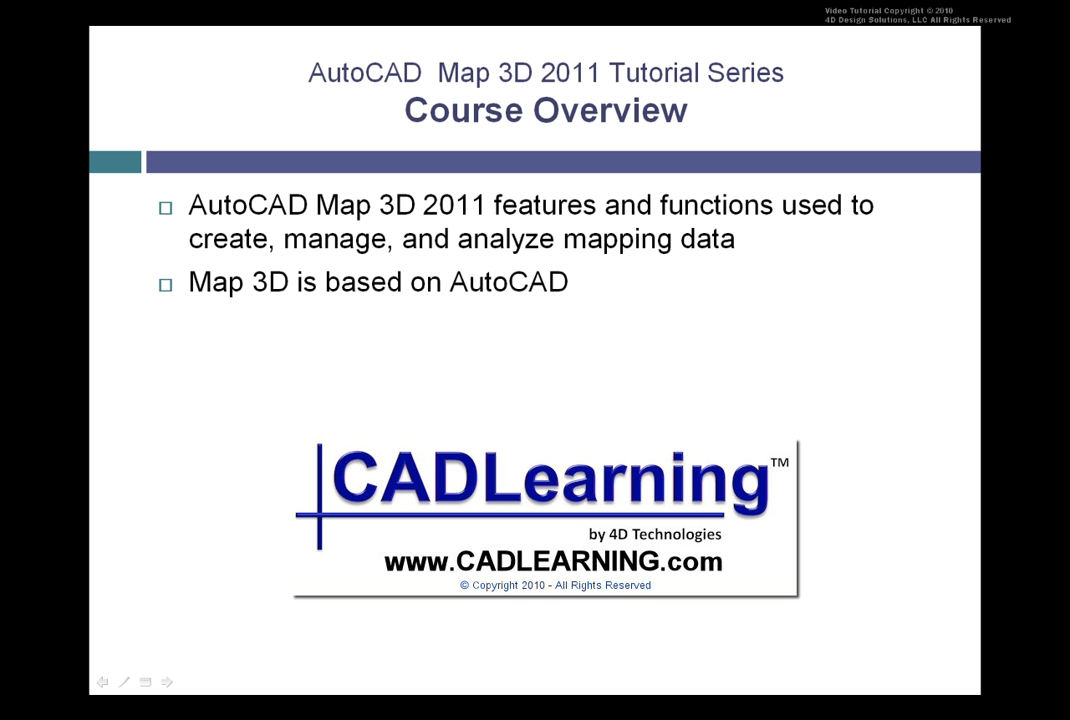 Video Tutorial Copyright © 2010
4D Design Solutions, LLC All Rights Reserved
AutoCAD Map 3D 2011 Tutorial Series
Course Overview
AutoCAD Map 3D 2011 features and functions used to
create, manage, and analyze mapping data
Map 3D is based on AutoCAD
CADLearning™
by 4D Technologies
www.CADLEARNING.com
© Copyright 2010 - All Rights Reserved